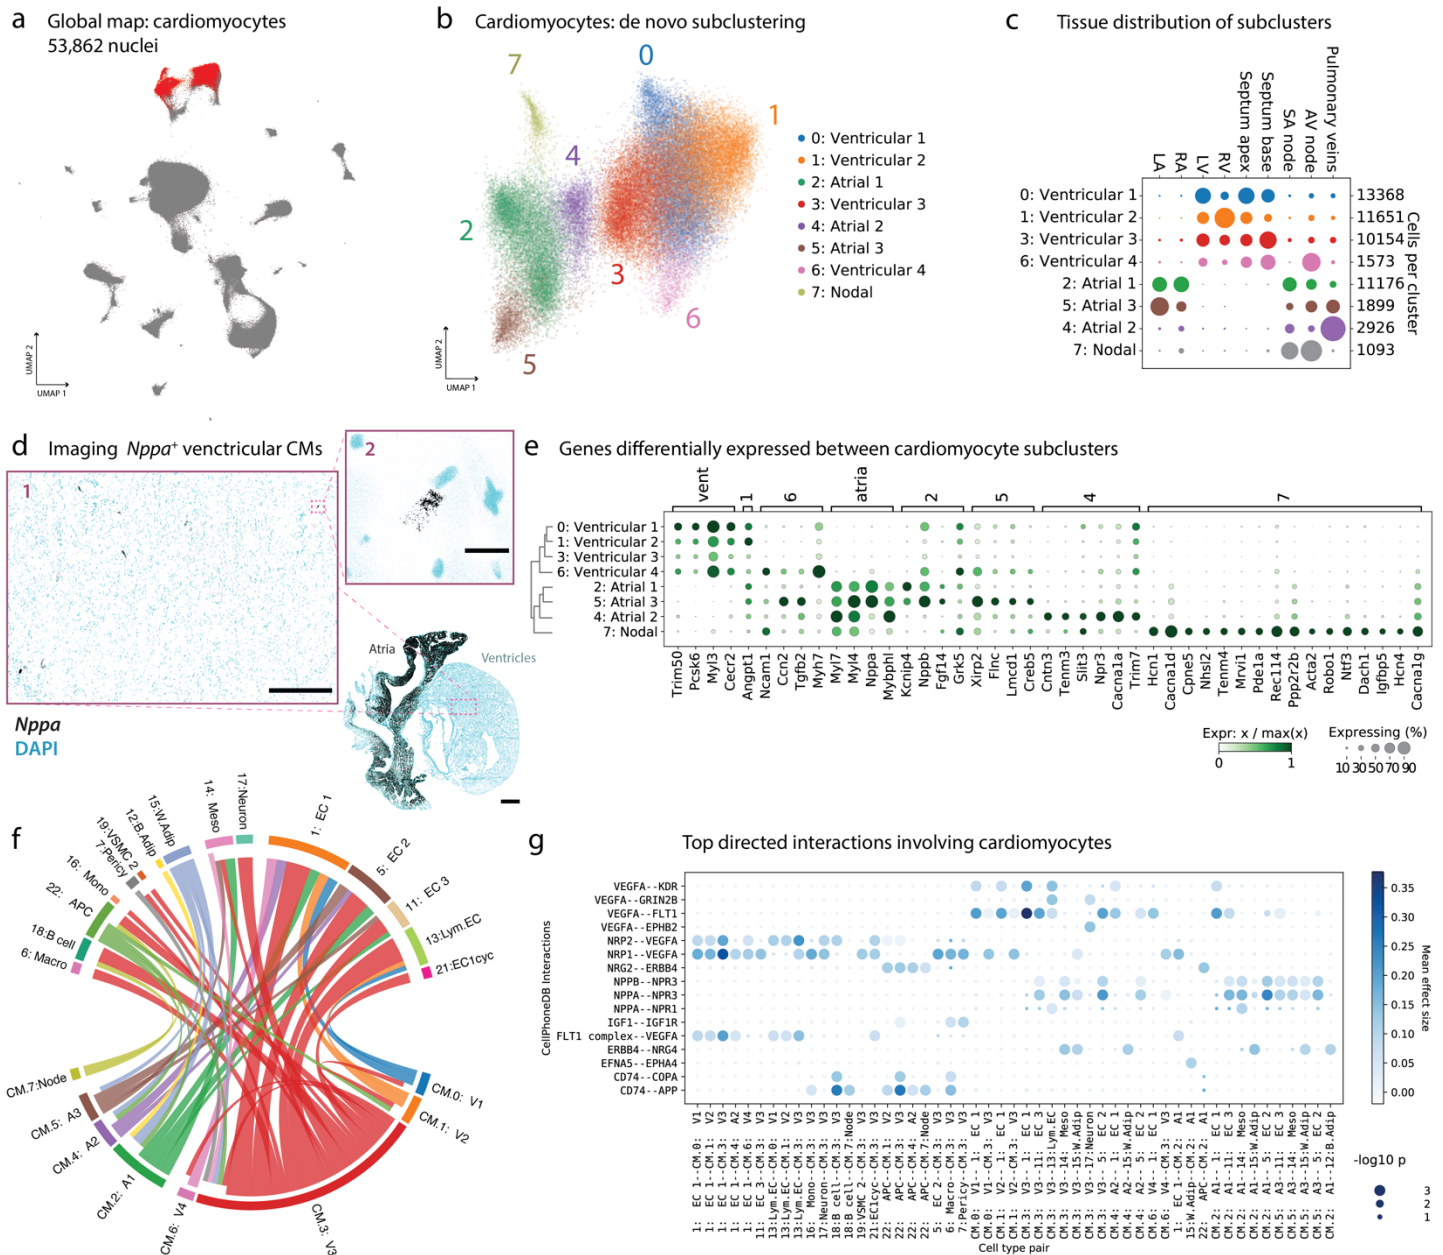 a
Global map: cardiomyocytes
53,862 nuclei
UMAP 2
UMAP 1
b
Cardiomyocytes: de novo subclustering
0
7
1
4
2
3
6
5
0: Ventricular 1
1: Ventricular 2
2: Atrial 1
3: Ventricular 3
4: Atrial 2
5: Atrial 3
6: Ventricular 4
7: Nodal
UMAP 2
UMAP 1
c
Tissue distribution of subclusters
LA
RA
LV
RV
Septum apex
Septum base
SA node
AV node
Pulmonary veins
0: Ventricular 1 13368
1: Ventricular 2 11651
3: Ventricular 3 10154
6: Ventricular 4 1573
2: Atrial 1 11176
5: Atrial 3 1899
4: Atrial 2 2926
7: Nodal 1093
Cells per cluster
d
Imaging Nppa+ venctricular CMs
1
2
Atria
Ventricles
Nppa
DAPI
e
Genes differentially expressed between cardiomyocyte subclusters
vent
1
6
atria
2
5
4
7
0: Ventricular 1
1: Ventricular 2
3: Ventricular 3
6: Ventricular 4
2: Atrial 1
5: Atrial 3
4: Atrial 2
7: Nodal
Trim50
Pcsk6
Myl3
Cecr2
Angpt1
Ncam1
Ccn2
Tgfb2
Myh7
Myl7
Myl4
Nppa
Mybphl
Kcnip4
Nppb
Fgf14
Grk5
Xirp2
Flnc
Lmcd1
Creb5
Cntn3
Tenm3
Slit3
Npr3
Cacna1a
Trim7
Hcn1
Cacna1d
Cpne5
Nhsl2
Tenm4
Mrvi1
Pde1a
Rec114
Ppp2r2b
Acta2
Robo1
Ntf3
Dach1
Igfbp5
Hcn4
Cacna1g
Expr: x / max(x)
0 1
Expressing (%)
10 30 50 70 90
f
6: Macro
18:B cell
22: APC
16: Mono
7:Pericy
19:VSMC 2
12:B.Adip
15:W.Adip
14: Meso
17:Neuron
1: EC 1
5: EC 2
11: EC 3
13:Lym.EC
21:EC1cyc
CM.0: V1
CM.1: V2
CM.3: V3
CM.6: V4
CM.2: A1
CM.4: A2
CM.5: A3
CM.7:Node
g
Top directed interactions involving cardiomyocytes
CellPhoneDB Interactions
VEGFA--KDR
VEGFA--GRIN2B
VEGFA--FLT1
VEGFA--EPHB2
NRP2--VEGFA
NRP1--VEGFA
NRG2--ERBB4
NPPB--NPR3
NPPA--NPR3
NPPA--NPR1
IGF1--IGF1R
FLT1 complex--VEGFA
ERBB4--NRG4
EFNA5--EPHA4
CD74--COPA
CD74--APP
Cell type pair
0.35
0.30
0.25
0.20
0.15
0.10
0.05
0.00
Mean effect size
-log10 p
3
2
1